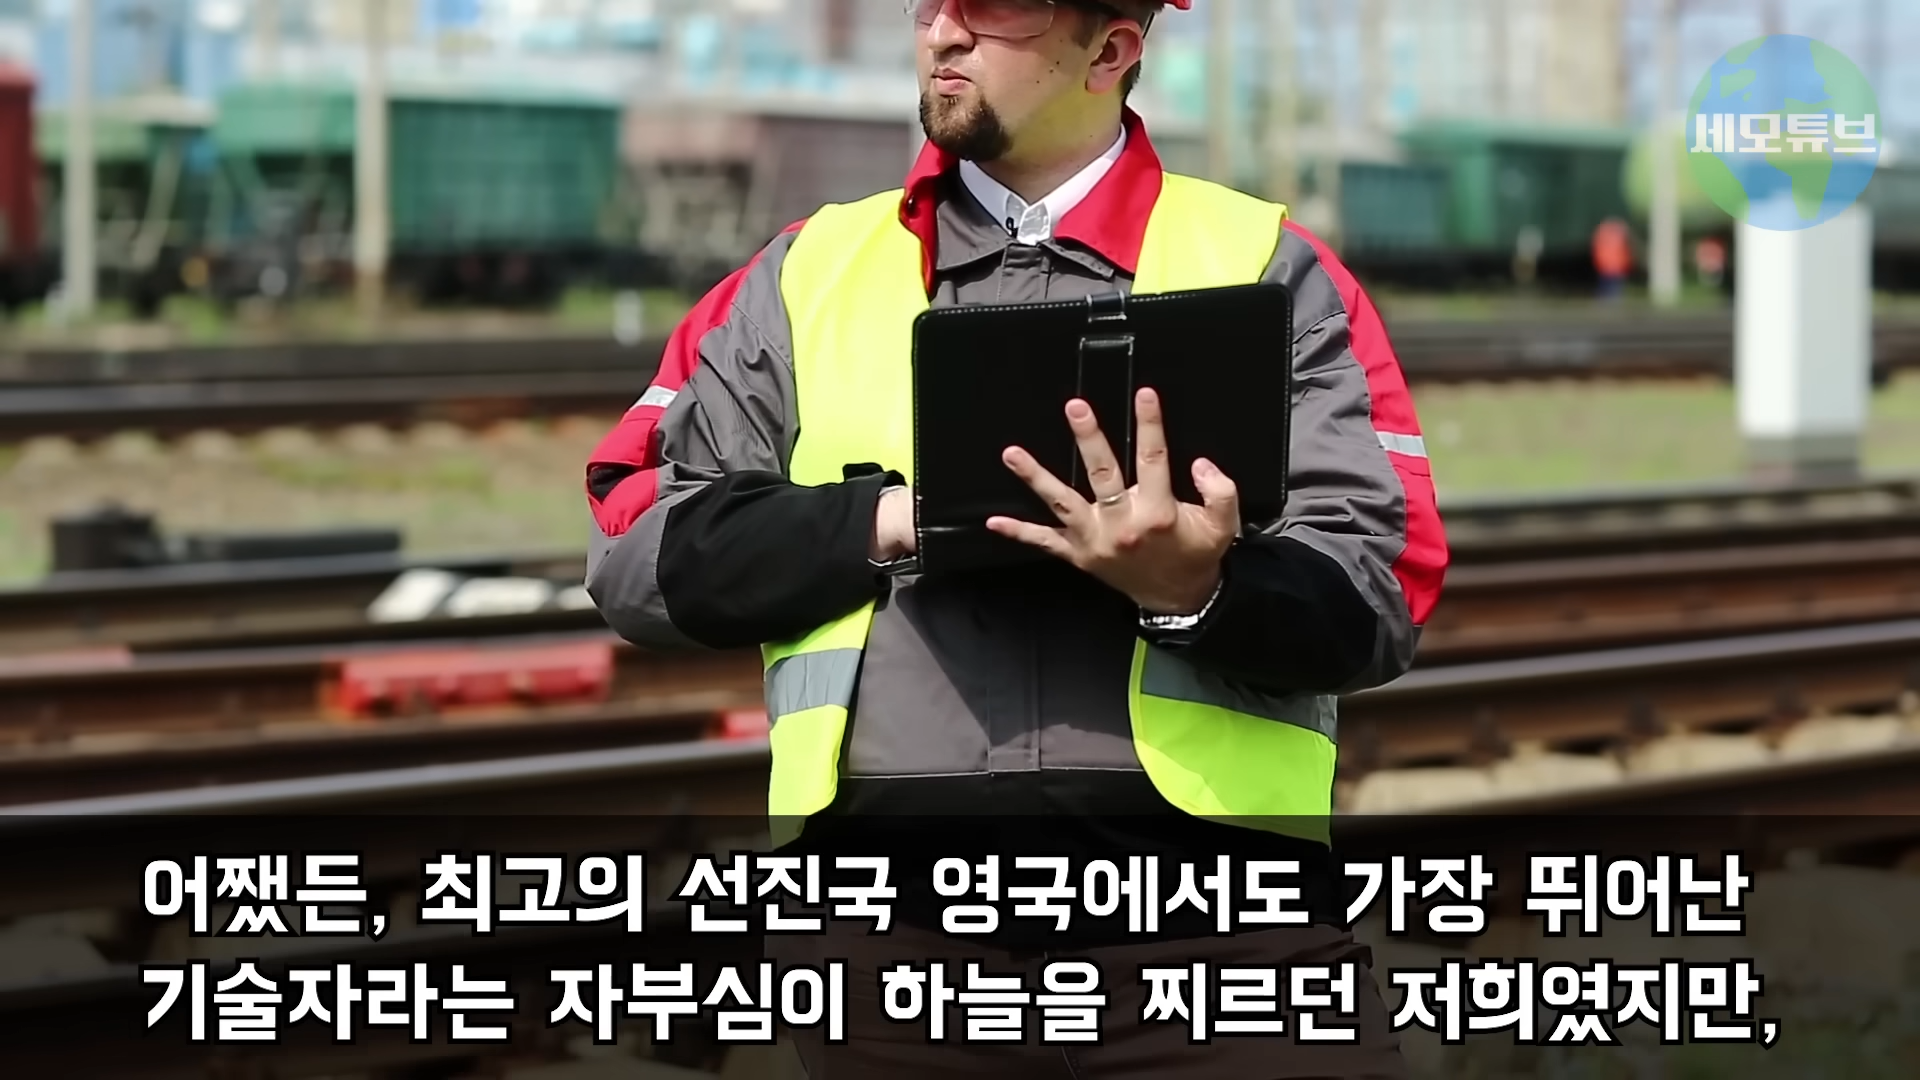 세모튜브
어쨌든, 최고의 선진국 영국에서도 가장 뛰어난
기술자라는 자부심이 하늘을 찌르던 저희였지만,